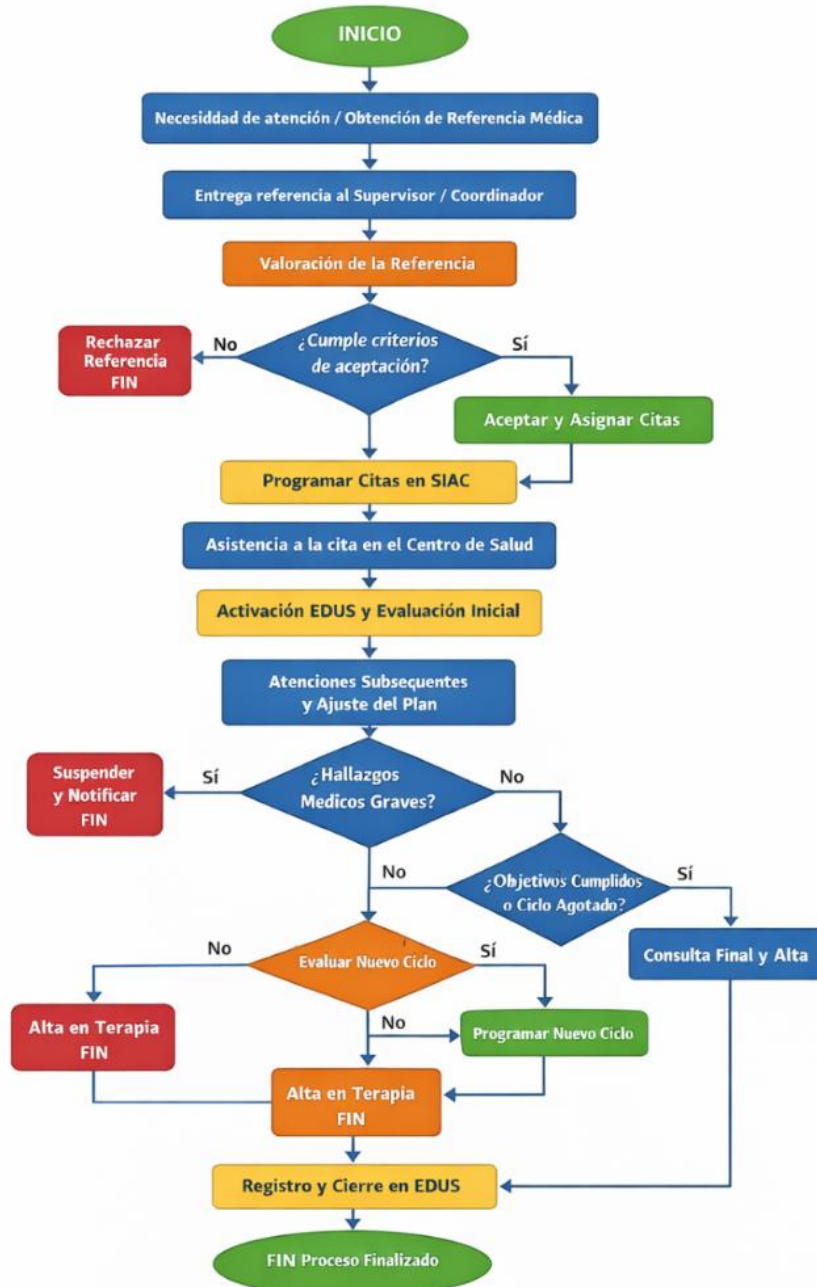 INICIO
Necesiddad de atención / Obtención de Referencia Médica
Entrega referencia al Supervisor / Coordinador
Valoración de la Referencia
¿Cumple criterios
de aceptación?
No
Sí
Rechazar
Referencia
FIN
Aceptar y Asignar Citas
Programar Citas en SIAC
Asistencia a la cita en el Centro de Salud
Activación EDUS y Evaluación Inicial
Atenciones Subsequentes
y Ajuste del Plan
¿Hallazgos
Medicos Graves?
Sí
No
Suspender
y Notificar
FIN
¿Objetivos Cumplidos
o Ciclo Agotado?
No
Sí
Consulta Final y Alta
Evaluar Nuevo Ciclo
No
Sí
Alta en Terapia
FIN
No
Programar Nuevo Ciclo
Alta en Terapia
FIN
Registro y Cierre en EDUS
FIN Proceso Finalizado